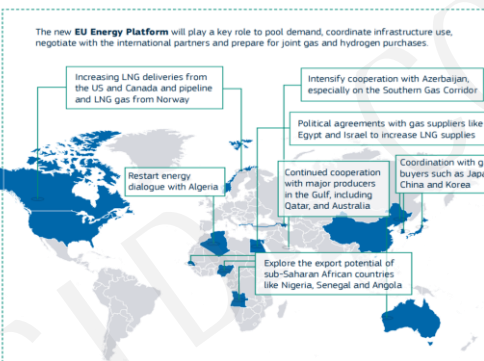 The new EU Energy Platform will play a key role to pool demand, coordinate infrastructure use,
negotiate with the international partners and prepare for joint gas and hydrogen purchases.
Increasing LNG deliveries from
the US and Canada and pipeline
and LNG gas from Norway
Intensify cooperation with Azerbaijan,
especially on the Southern Gas Corridor
Political agreements with gas suppliers like
Egypt and Israel to increase LNG supplies
Restart energy
dialogue with Algeria
Continued cooperation
with major producers
in the Gulf, including
Qatar, and Australia
Coordination with
buyers such as
China and Korea
Explore the export potential of
sub-Saharan African countries
like Nigeria, Senegal and Angola